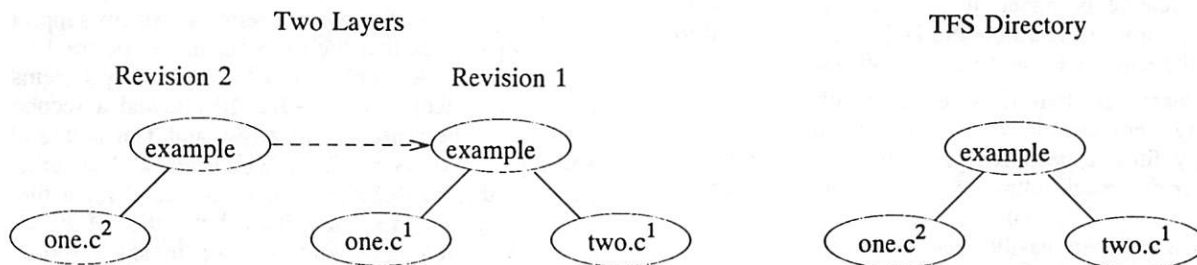 Two Layers
TFS Directory
Revision 2
Revision 1
example
example
example
one.c²
one.c¹
two.c¹
one.c²
two.c¹